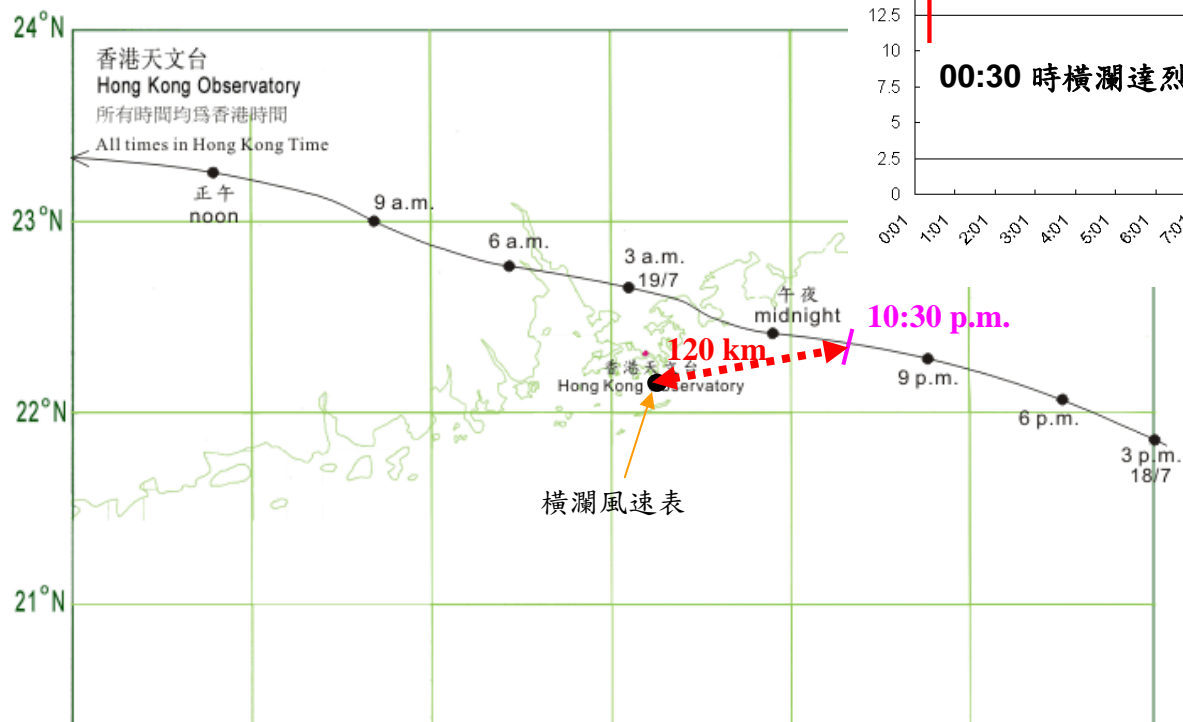 24°N
香港天文台
Hong Kong Observatory
所有時間均爲香港時間
All times in Hong Kong Time
正午
noon
23°N
9 a.m.
6 a.m.
3 a.m.
19/7
午夜
midnight
10:30 p.m.
120 km
香港天文台
Hong Kong Observatory
9 p.m.
22°N
6 p.m.
3 p.m.
18/7
橫瀾風速表
21°N
12.5
10
00:30 時橫瀾達烈
7.5
5
2.5
0
0:01
1:01
2:01
3:01
4:01
5:01
6:01
7:01